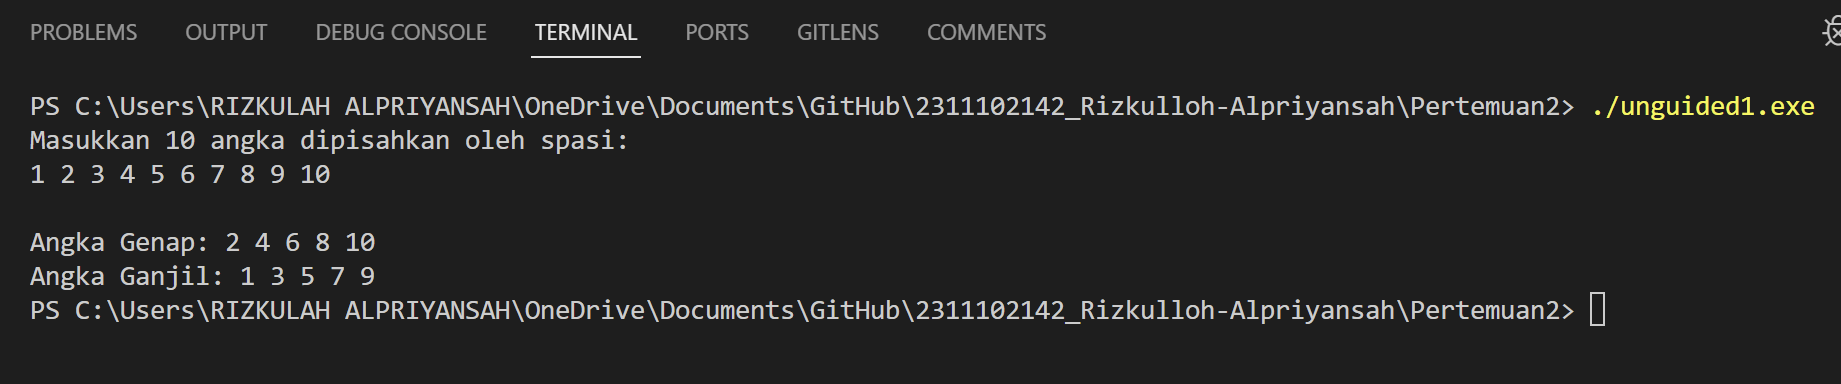 PROBLEMS OUTPUT DEBUG CONSOLE TERMINAL PORTS GITLENS COMMENTS
PS C:\Users\RIZKULAH ALPRIYANSAH\OneDrive\Documents\GitHub\2311102142_Rizkulloh-Alpriyansah\Pertemuan2> ./unguided1.exe
Masukkan 10 angka dipisahkan oleh spasi:
1 2 3 4 5 6 7 8 9 10
Angka Genap: 2 4 6 8 10
Angka Ganjil: 1 3 5 7 9
PS C:\Users\RIZKULAH ALPRIYANSAH\OneDrive\Documents\GitHub\2311102142_Rizkulloh-Alpriyansah\Pertemuan2>